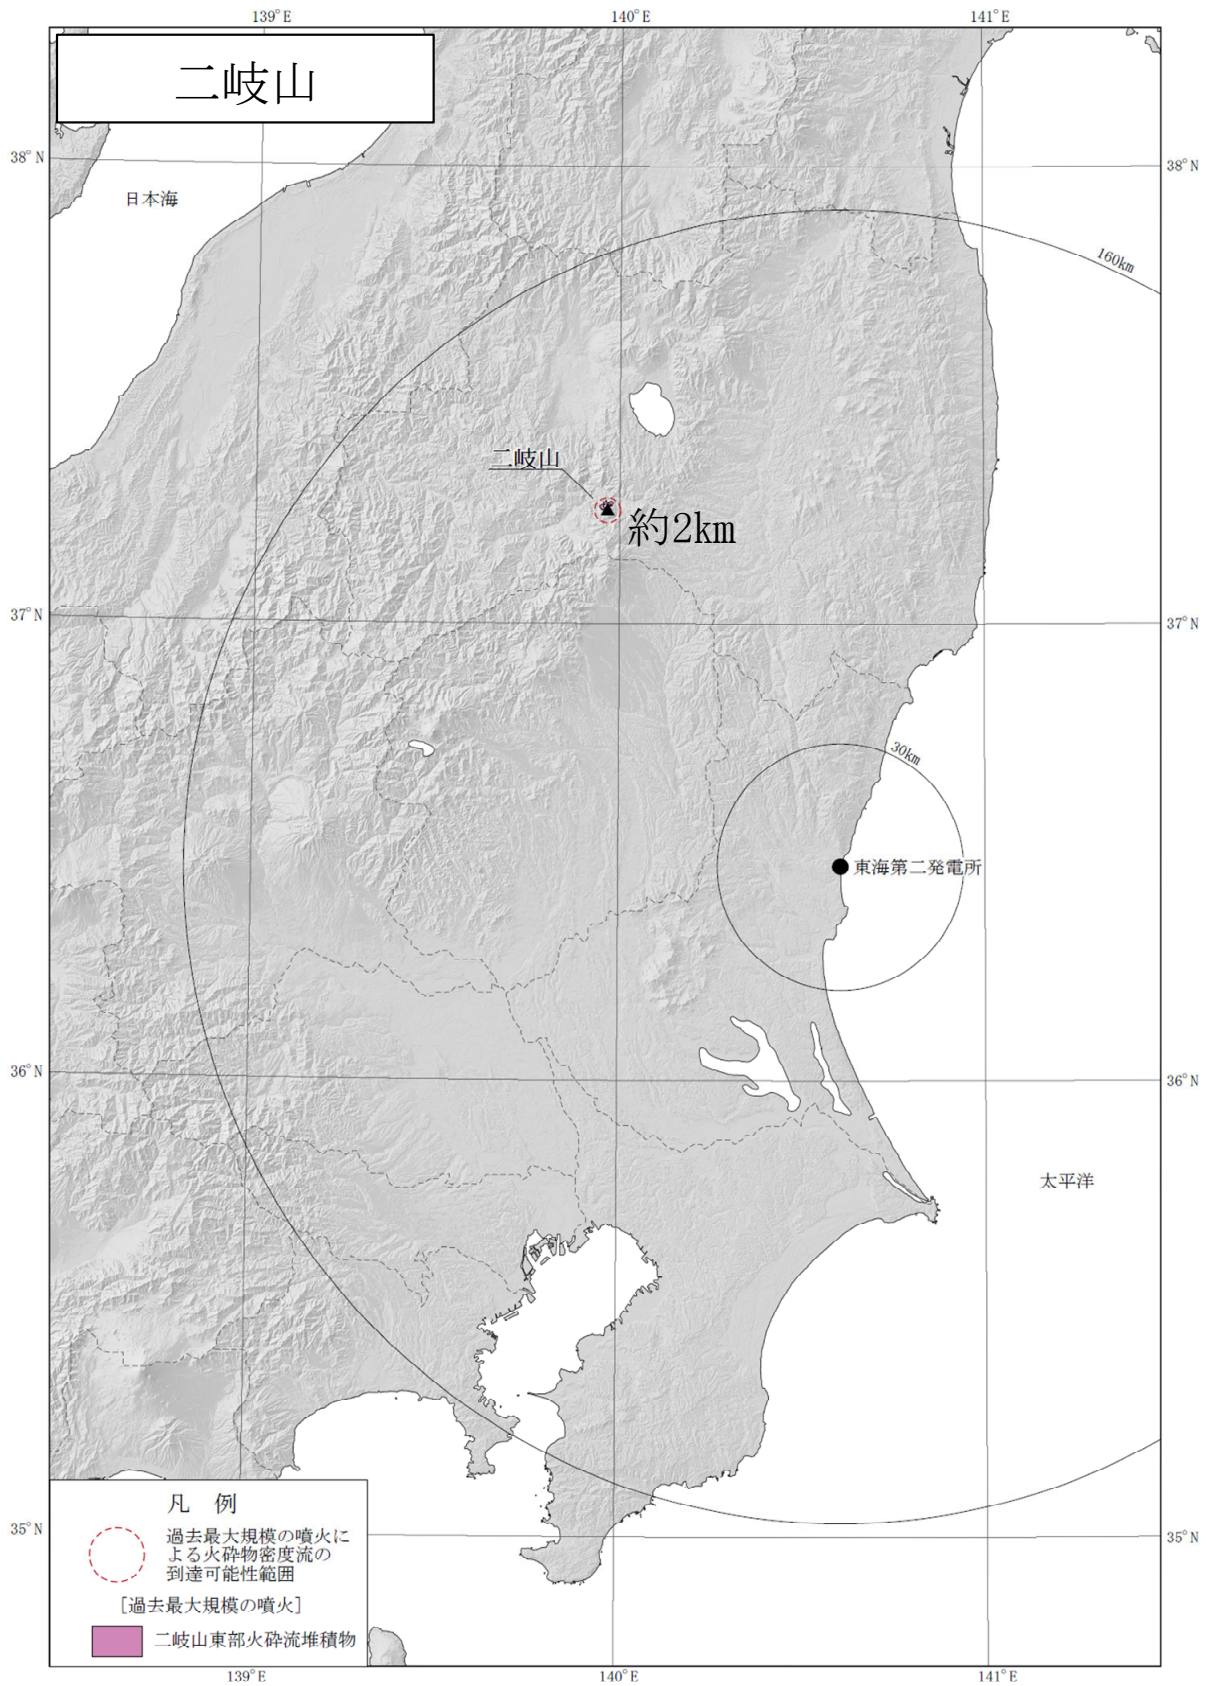 139°E
140°E
141°E
二岐山
38°N
38°N
日本海
160km
二岐山
約2km
37°N
37°N
30km
東海第二発電所
36°N
36°N
太平洋
凡 例
過去最大規模の噴火に
よる火砕物密度流の
到達可能性範囲
[過去最大規模の噴火]
二岐山東部火砕流堆積物
35°N
35°N
139°E
140°E
141°E